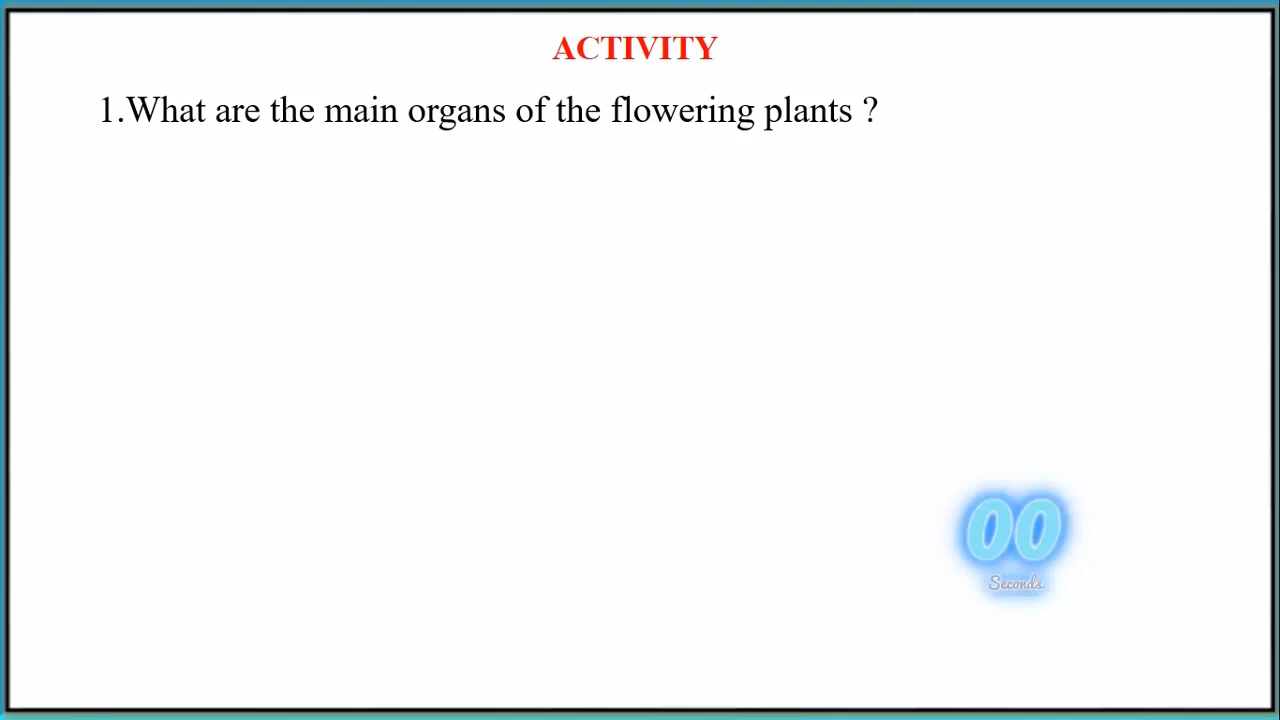 ACTIVITY
1.What are the main organs of the flowering plants ?
00
Seconds